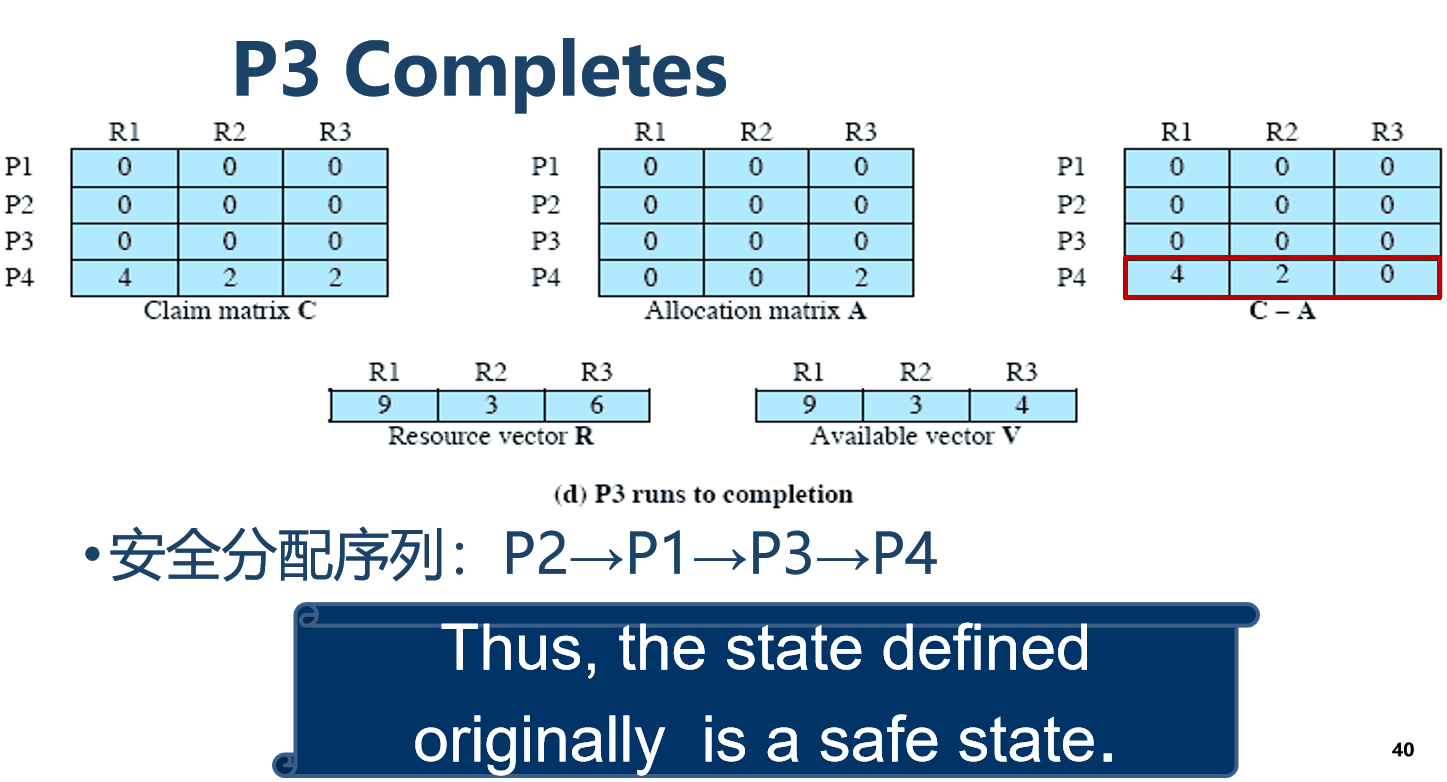 P3 Completes
R1 R2 R3 R1 R2 R3 R1 R2 R3
P1 0 0 0 P1 0 0 0 P1 0 0 0
P2 0 0 0 P2 0 0 0 P2 0 0 0
P3 0 0 0 P3 0 0 0 P3 0 0 0
P4 4 2 2 P4 0 0 2 P4 4 2 0
Claim matrix C Allocation matrix A C – A
R1 R2 R3 R1 R2 R3
9 3 6 9 3 4
Resource vector R Available vector V
(d) P3 runs to completion
•安全分配序列：P2→P1→P3→P4
Thus, the state defined
originally is a safe state.
40